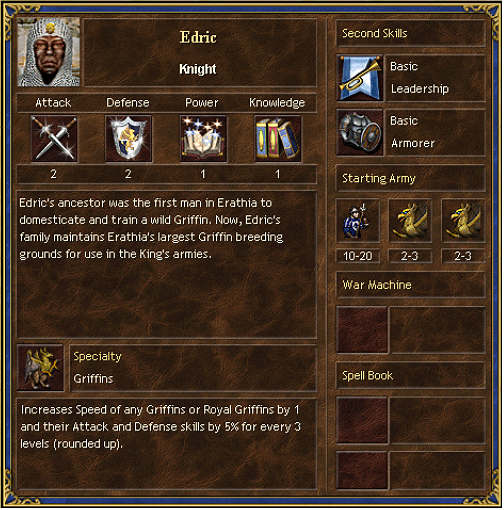 Edric
Knight
Attack Defense Power Knowledge
2 2 1 1
Edric's ancestor was the first man in Erathia to
domesticate and train a wild Griffin. Now, Edric's
family maintains Erathia's largest Griffin breeding
grounds for use in the King's armies.
Specialty
Griffins
Increases Speed of any Griffins or Royal Griffins by 1
and their Attack and Defense skills by 5% for every 3
levels (rounded up).
Second Skills
Basic
Leadership
Basic
Armorer
Starting Army
10-20 2-3 2-3
War Machine
Spell Book